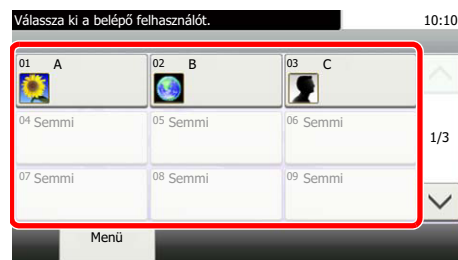 Válassza ki a belépő felhasználót. 10:10
01 A 02 B 03 C
04 Semmi 05 Semmi 06 Semmi
1/3
07 Semmi 08 Semmi 09 Semmi
Menü